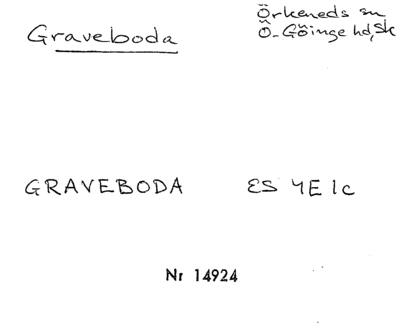 Graveboda
Örkeneds sn
Ö-Göinge hd, Sk
GRAVEBODA ES 4E 1c
Nr 14924